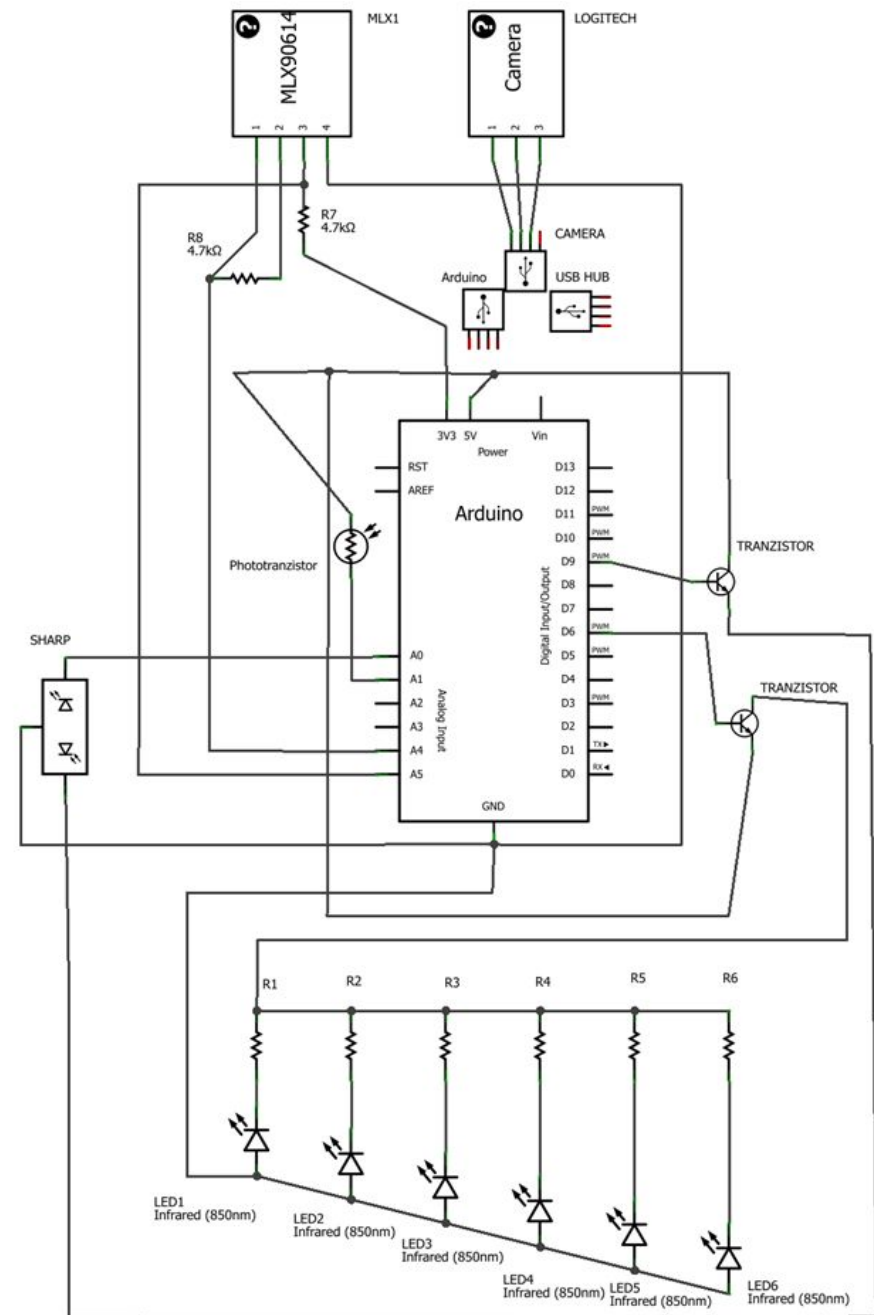 MLX1
LOGITECH
?
MLX90614
1
2
3
4
?
Camera
1
2
3
R7
4.7kΩ
R8
4.7kΩ
CAMERA
Arduino
USB HUB
3V3
5V
Vin
Power
RST
AREF
Arduino
D13
D12
D11
PWM
D10
PWM
D9
PWM
D8
D7
D6
PWM
D5
PWM
D4
D3
PWM
D2
D1
TX▶
D0
RX◀
Digital Input/Output
A0
A1
A2
A3
A4
A5
Analog Input
GND
Phototranzistor
TRANZISTOR
TRANZISTOR
SHARP
R1
R2
R3
R4
R5
R6
LED1
Infrared (850nm)
LED2
Infrared (850nm)
LED3
Infrared (850nm)
LED4
Infrared (850nm)
LED5
Infrared (850nm)
LED6
Infrared (850nm)